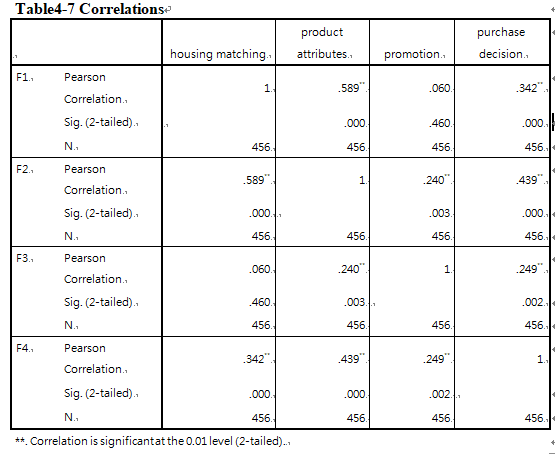 Table4-7 Correlations
housing matching product attributes promotion purchase decision
F1 Pearson Correlation 1 .589** .060 .342**
Sig. (2-tailed) .000 .460 .000
N 456 456 456 456
F2 Pearson Correlation .589** 1 .240** .439**
Sig. (2-tailed) .000 .003 .000
N 456 456 456 456
F3 Pearson Correlation .060 .240** 1 .249**
Sig. (2-tailed) .460 .003 .002
N 456 456 456 456
F4 Pearson Correlation .342** .439** .249** 1
Sig. (2-tailed) .000 .000 .002
N 456 456 456 456
**. Correlation is significantat the 0.01 level (2-tailed).